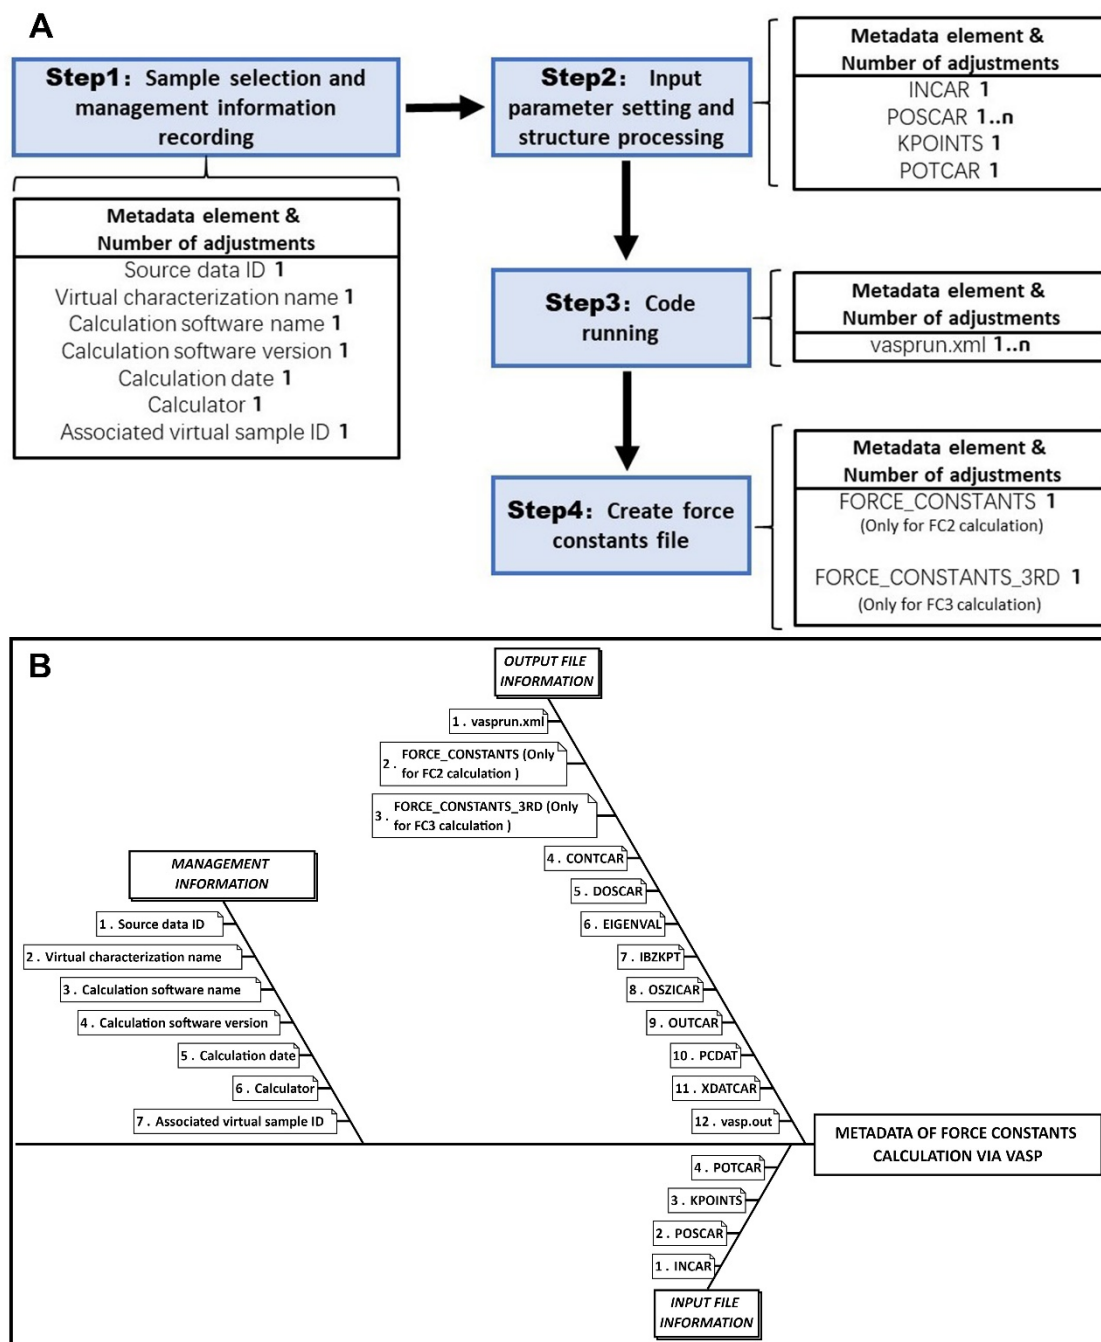 A
Step1: Sample selection and
management information
recording
Metadata element &
Number of adjustments
Source data ID 1
Virtual characterization name 1
Calculation software name 1
Calculation software version 1
Calculation date 1
Calculator 1
Associated virtual sample ID 1
Step2: Input
parameter setting and
structure processing
Metadata element &
Number of adjustments
INCAR 1
POSCAR 1..n
KPOINTS 1
POTCAR 1
Step3: Code
running
Metadata element &
Number of adjustments
vasprun.xml 1..n
Step4: Create force
constants file
Metadata element &
Number of adjustments
FORCE_CONSTANTS 1
(Only for FC2 calculation)
FORCE_CONSTANTS_3RD 1
(Only for FC3 calculation)
B
OUTPUT FILE
INFORMATION
1 . vasprun.xml
2 . FORCE_CONSTANTS (Only
for FC2 calculation )
3 . FORCE_CONSTANTS_3RD (Only
for FC3 calculation )
4 . CONTCAR
5 . DOSCAR
6 . EIGENVAL
7 . IBZKPT
8 . OSZICAR
9 . OUTCAR
10 . PCDAT
11 . XDATCAR
12 . vasp.out
MANAGEMENT
INFORMATION
1 . Source data ID
2 . Virtual characterization name
3 . Calculation software name
4 . Calculation software version
5 . Calculation date
6 . Calculator
7 . Associated virtual sample ID
METADATA OF FORCE CONSTANTS
CALCULATION VIA VASP
4 . POTCAR
3 . KPOINTS
2 . POSCAR
1 . INCAR
INPUT FILE
INFORMATION